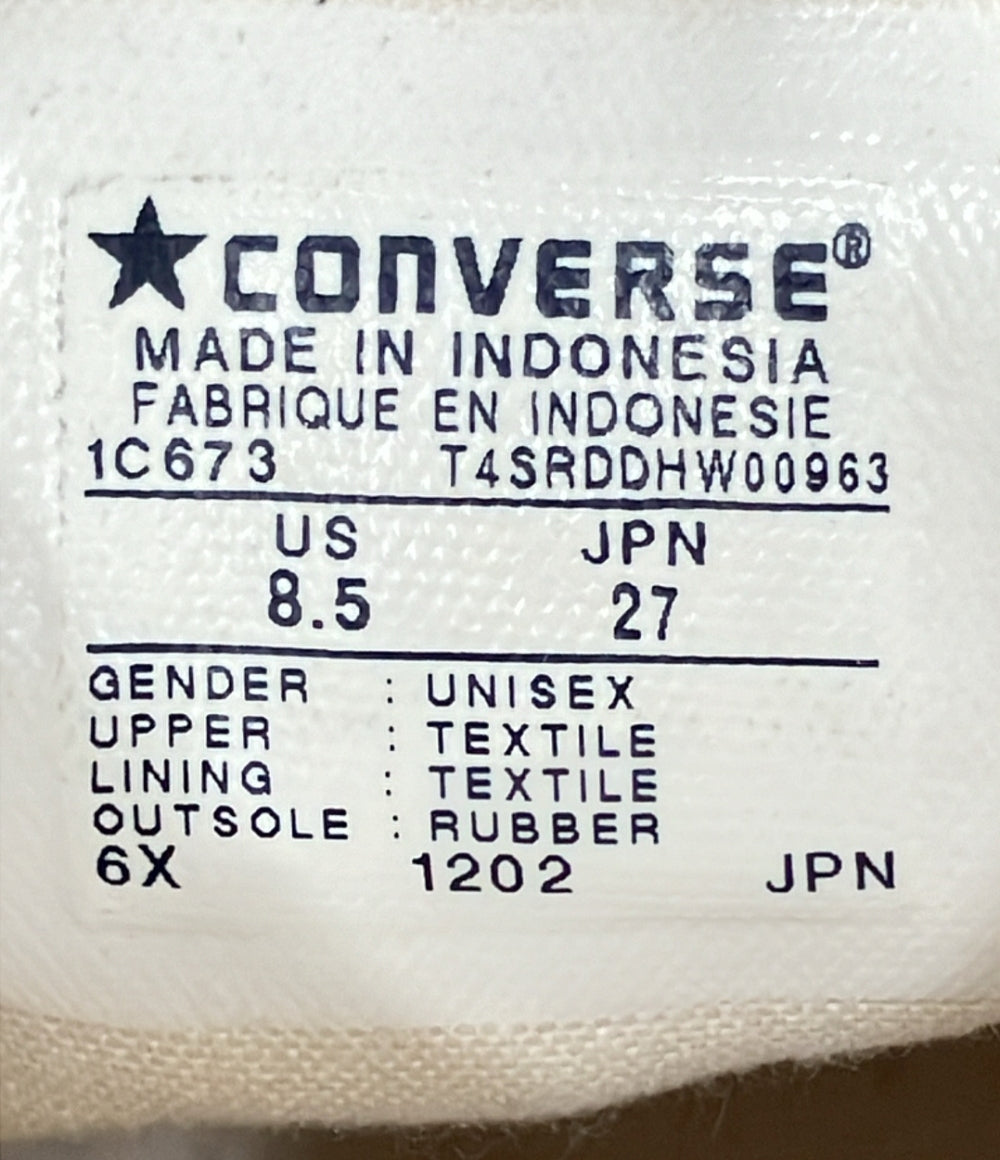 ★CONVERSE®
MADE IN INDONESIA
FABRIQUE EN INDONESIE
1C673 T4SRDDHW00963
US JPN
8.5 27
GENDER : UNISEX
UPPER : TEXTILE
LINING : TEXTILE
OUTSOLE : RUBBER
6X 1202 JPN